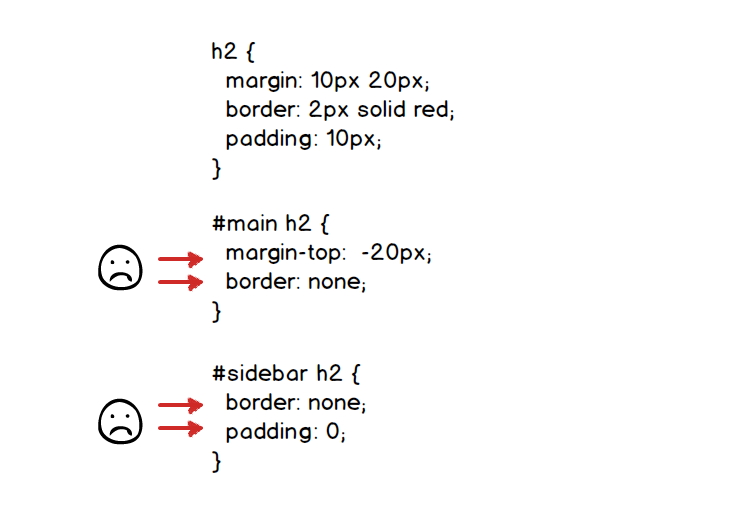 h2 {
margin: 10px 20px;
border: 2px solid red;
padding: 10px;
}
#main h2 {
margin-top: -20px;
border: none;
}
#sidebar h2 {
border: none;
padding: 0;
}